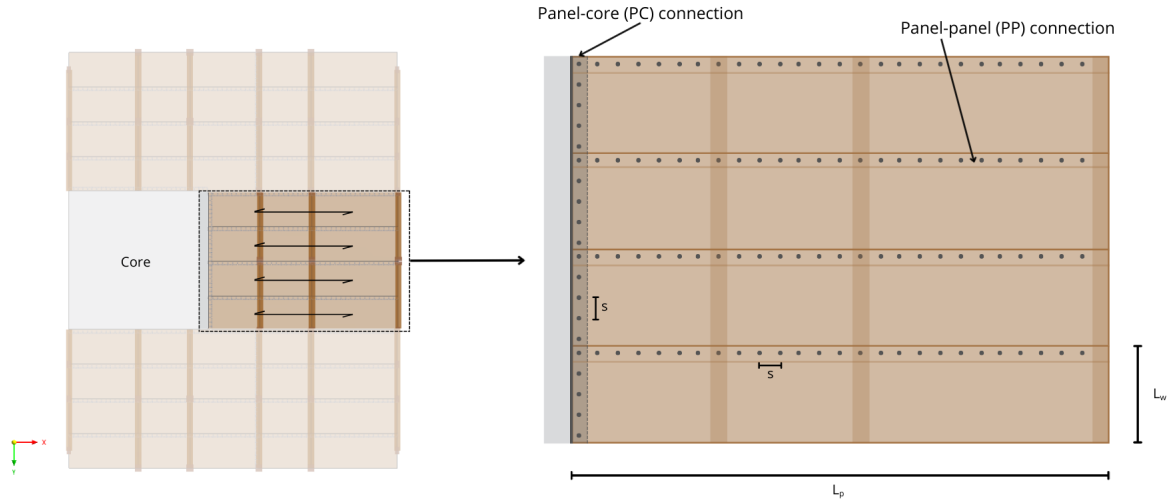 Panel-core (PC) connection
Panel-panel (PP) connection
Core
s
s
Lw
Lp
X
Y